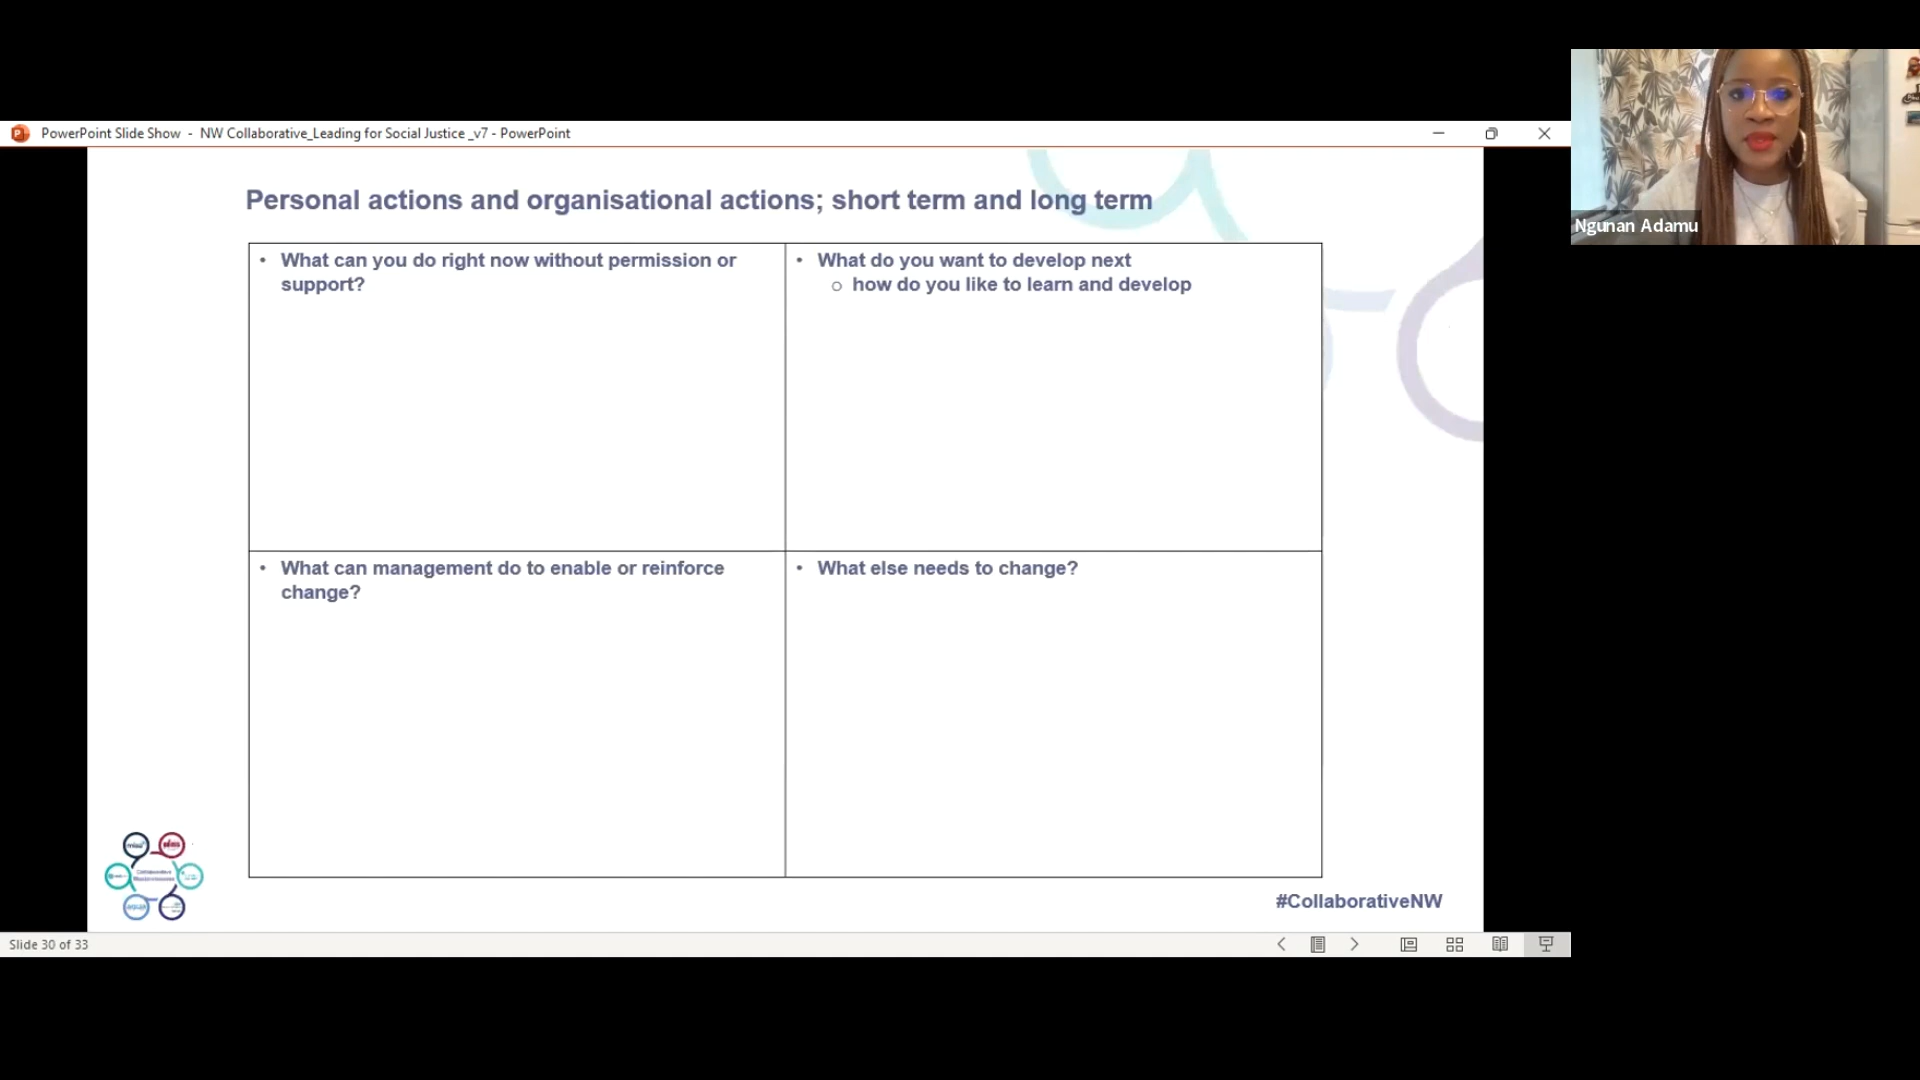 PowerPoint Slide Show - NW Collaborative_Leading for Social Justice _v7 - PowerPoint
Ngunan Adamu
Personal actions and organisational actions; short term and long term
• What can you do right now without permission or
support?
• What do you want to develop next
o how do you like to learn and develop
• What can management do to enable or reinforce
change?
• What else needs to change?
#CollaborativeNW
Slide 30 of 33